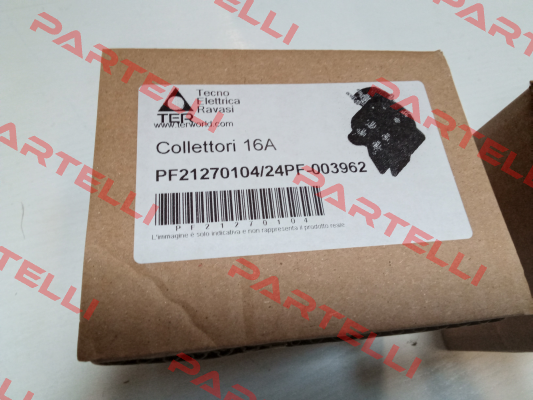 TER
Tecno
Elettrica
Ravasi
www.terworld.com
Collettori 16A
PF21270104/24PF-003962
PF21270104
L'immagine è solo indicativa e non rappresenta il prodotto reale
PARTELLI
PARTELLI
PARTELLI
PARTELLI
PARTELLI